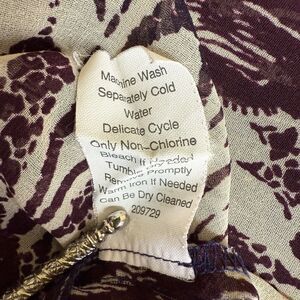 Machine Wash
Separately Cold
Water
Delicate Cycle
Only Non-Chlorine
Bleach If Needed
Tumble Dry
Remove Promptly
Warm Iron If Needed
Can Be Dry Cleaned
209729